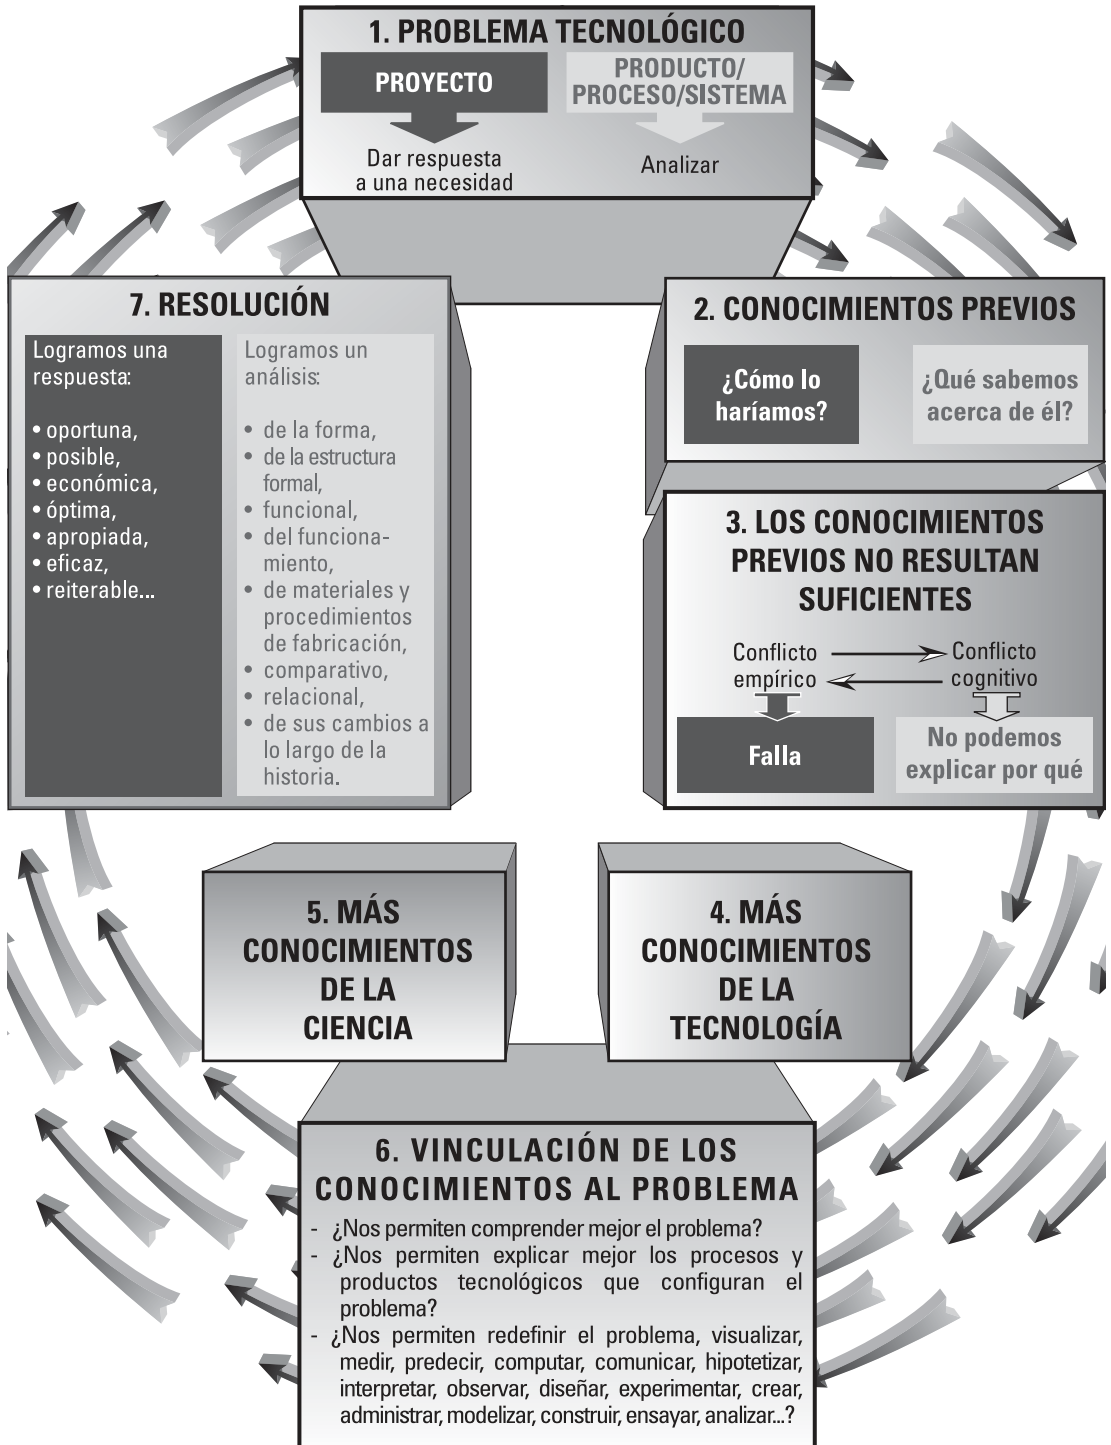 1. PROBLEMA TECNOLÓGICO
PROYECTO
Dar respuesta
a una necesidad
PRODUCTO/
PROCESO/SISTEMA
Analizar
2. CONOCIMIENTOS PREVIOS
¿Cómo lo
haríamos?
¿Qué sabemos
acerca de él?
3. LOS CONOCIMIENTOS
PREVIOS NO RESULTAN
SUFICIENTES
Conflicto
empírico
Conflicto
cognitivo
Falla
No podemos
explicar por qué
4. MÁS
CONOCIMIENTOS
DE LA
TECNOLOGÍA
5. MÁS
CONOCIMIENTOS
DE LA
CIENCIA
6. VINCULACIÓN DE LOS
CONOCIMIENTOS AL PROBLEMA
- ¿Nos permiten comprender mejor el problema?
- ¿Nos permiten explicar mejor los procesos y
productos tecnológicos que configuran el
problema?
- ¿Nos permiten redefinir el problema, visualizar,
medir, predecir, computar, comunicar, hipotetizar,
interpretar, observar, diseñar, experimentar, crear,
administrar, modelizar, construir, ensayar, analizar...?
7. RESOLUCIÓN
Logramos una
respuesta:
• oportuna,
• posible,
• económica,
• óptima,
• apropiada,
• eficaz,
• reiterable...
Logramos un
análisis:
• de la forma,
• de la estructura
formal,
• funcional,
• del funciona-
miento,
• de materiales y
procedimientos
de fabricación,
• comparativo,
• relacional,
• de sus cambios a
lo largo de la
historia.